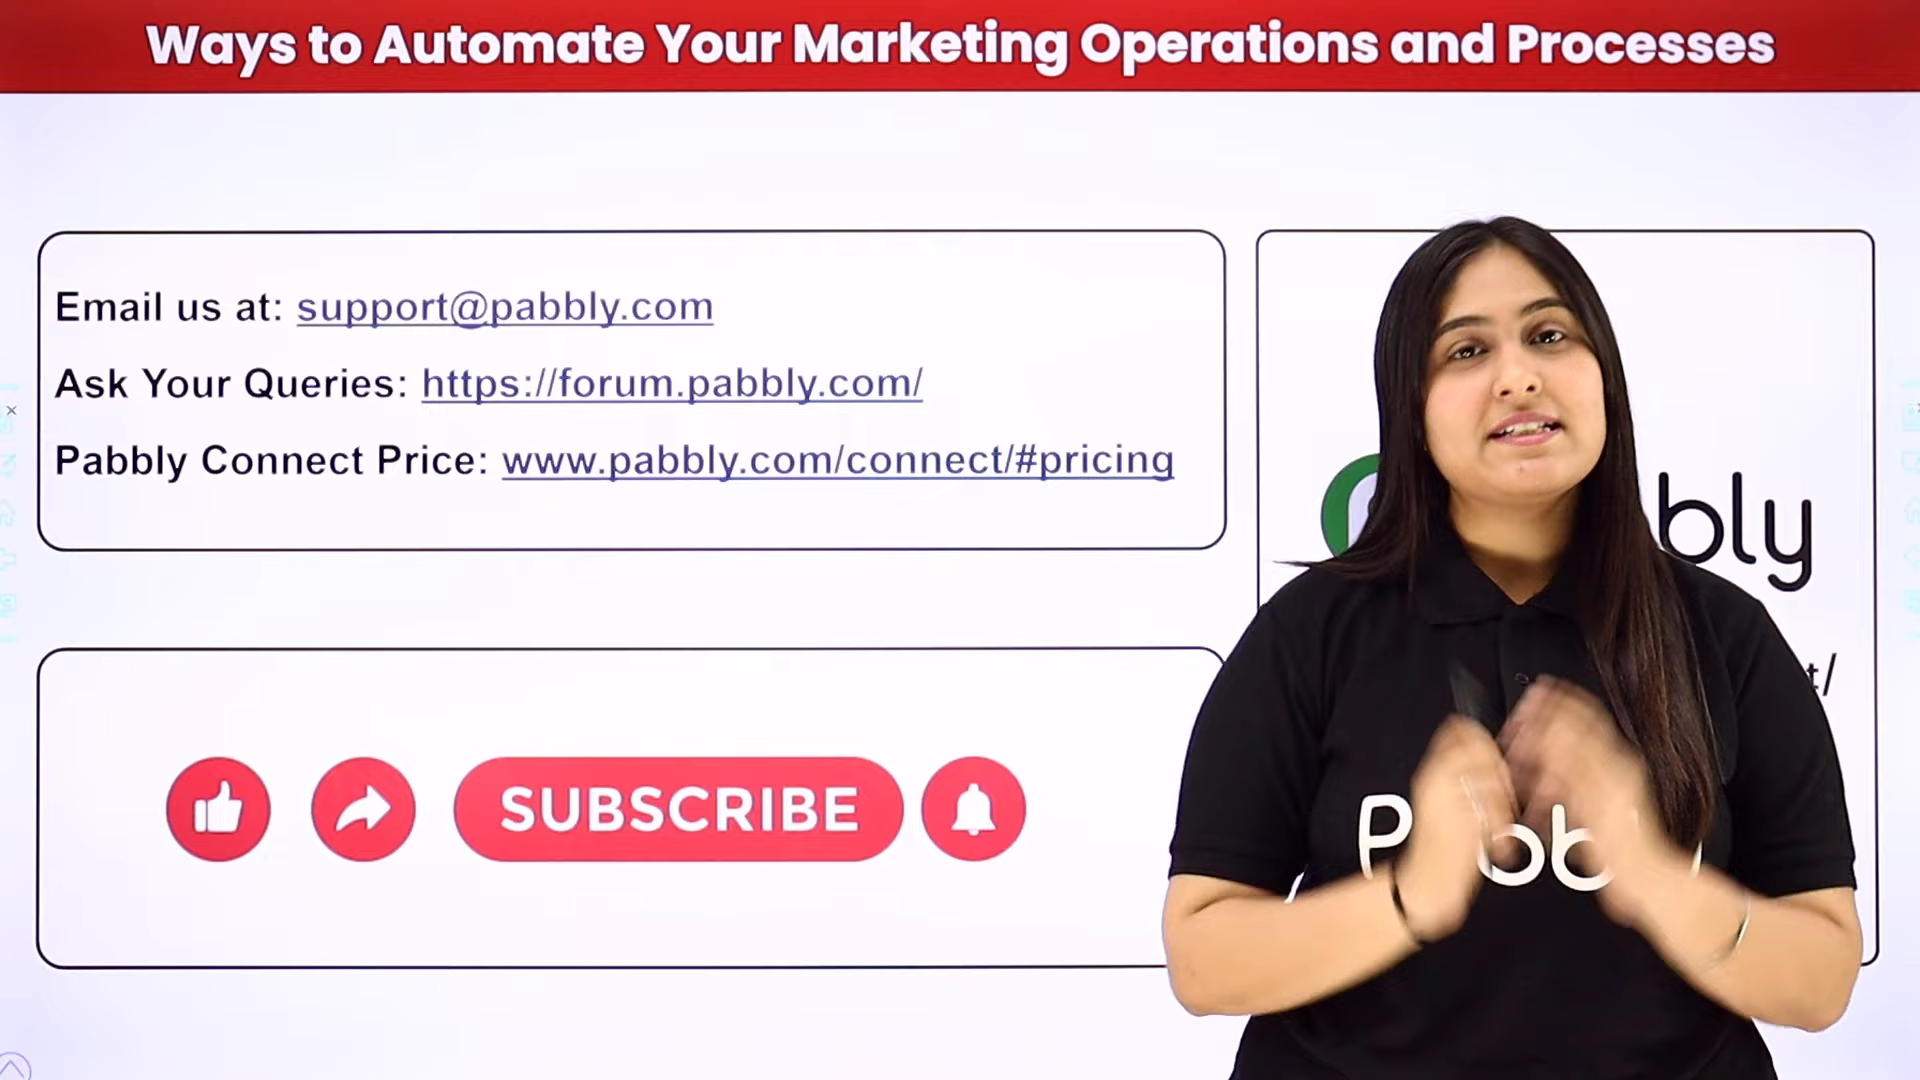 Ways to Automate Your Marketing Operations and Processes
Email us at: support@pabbly.com
Ask Your Queries: https://forum.pabbly.com/
Pabbly Connect Price: www.pabbly.com/connect/#pricing
bly
t/
SUBSCRIBE